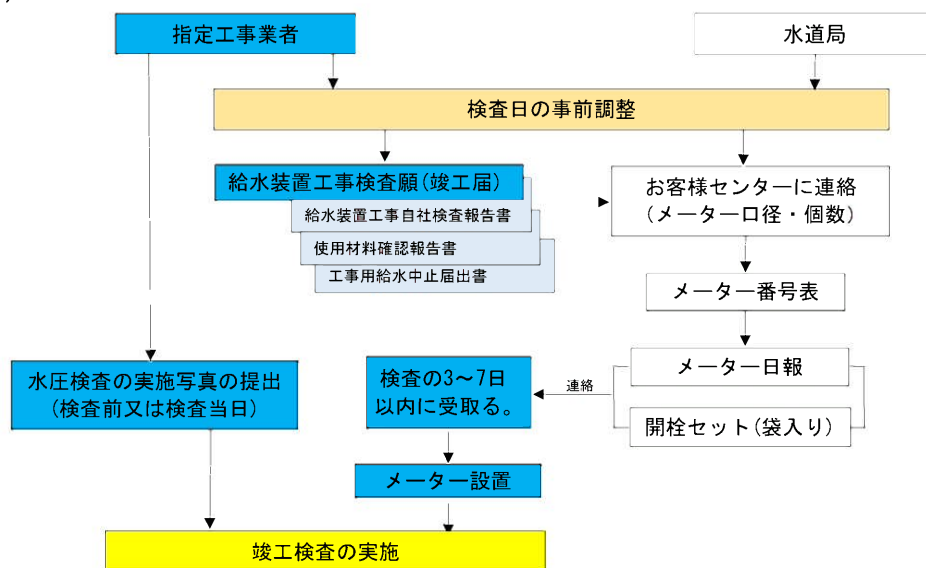 指定工事業者
水道局
検査日の事前調整
給水装置工事検査願(竣工届)
給水装置工事自社検査報告書
使用材料確認報告書
工事用給水中止届出書
お客様センターに連絡
(メーター口径・個数)
メーター番号表
メーター日報
開栓セット(袋入り)
連絡
検査の3～7日
以内に受取る。
水圧検査の実施写真の提出
(検査前又は検査当日)
メーター設置
竣工検査の実施